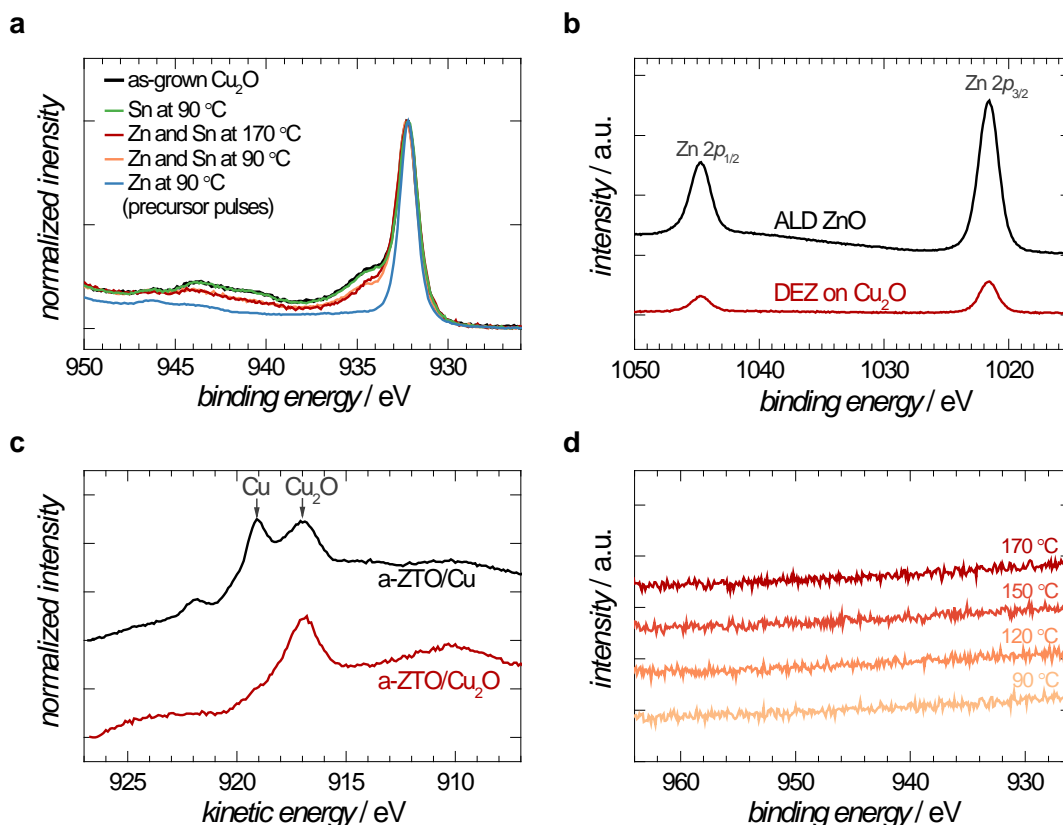 a
as-grown Cu₂O
Sn at 90 °C
Zn and Sn at 170 °C
Zn and Sn at 90 °C
Zn at 90 °C
(precursor pulses)
normalized inensity
950 945 940 935 930
binding energy / eV
b
Zn 2p₃/₂
Zn 2p₁/₂
ALD ZnO
DEZ on Cu₂O
intensity / a.u.
1050 1040 1030 1020
binding energy / eV
c
Cu Cu₂O
a-ZTO/Cu
a-ZTO/Cu₂O
normalized intensity
925 920 915 910
kinetic energy / eV
d
170 °C
150 °C
120 °C
90 °C
intensity / a.u.
960 950 940 930
binding energy / eV